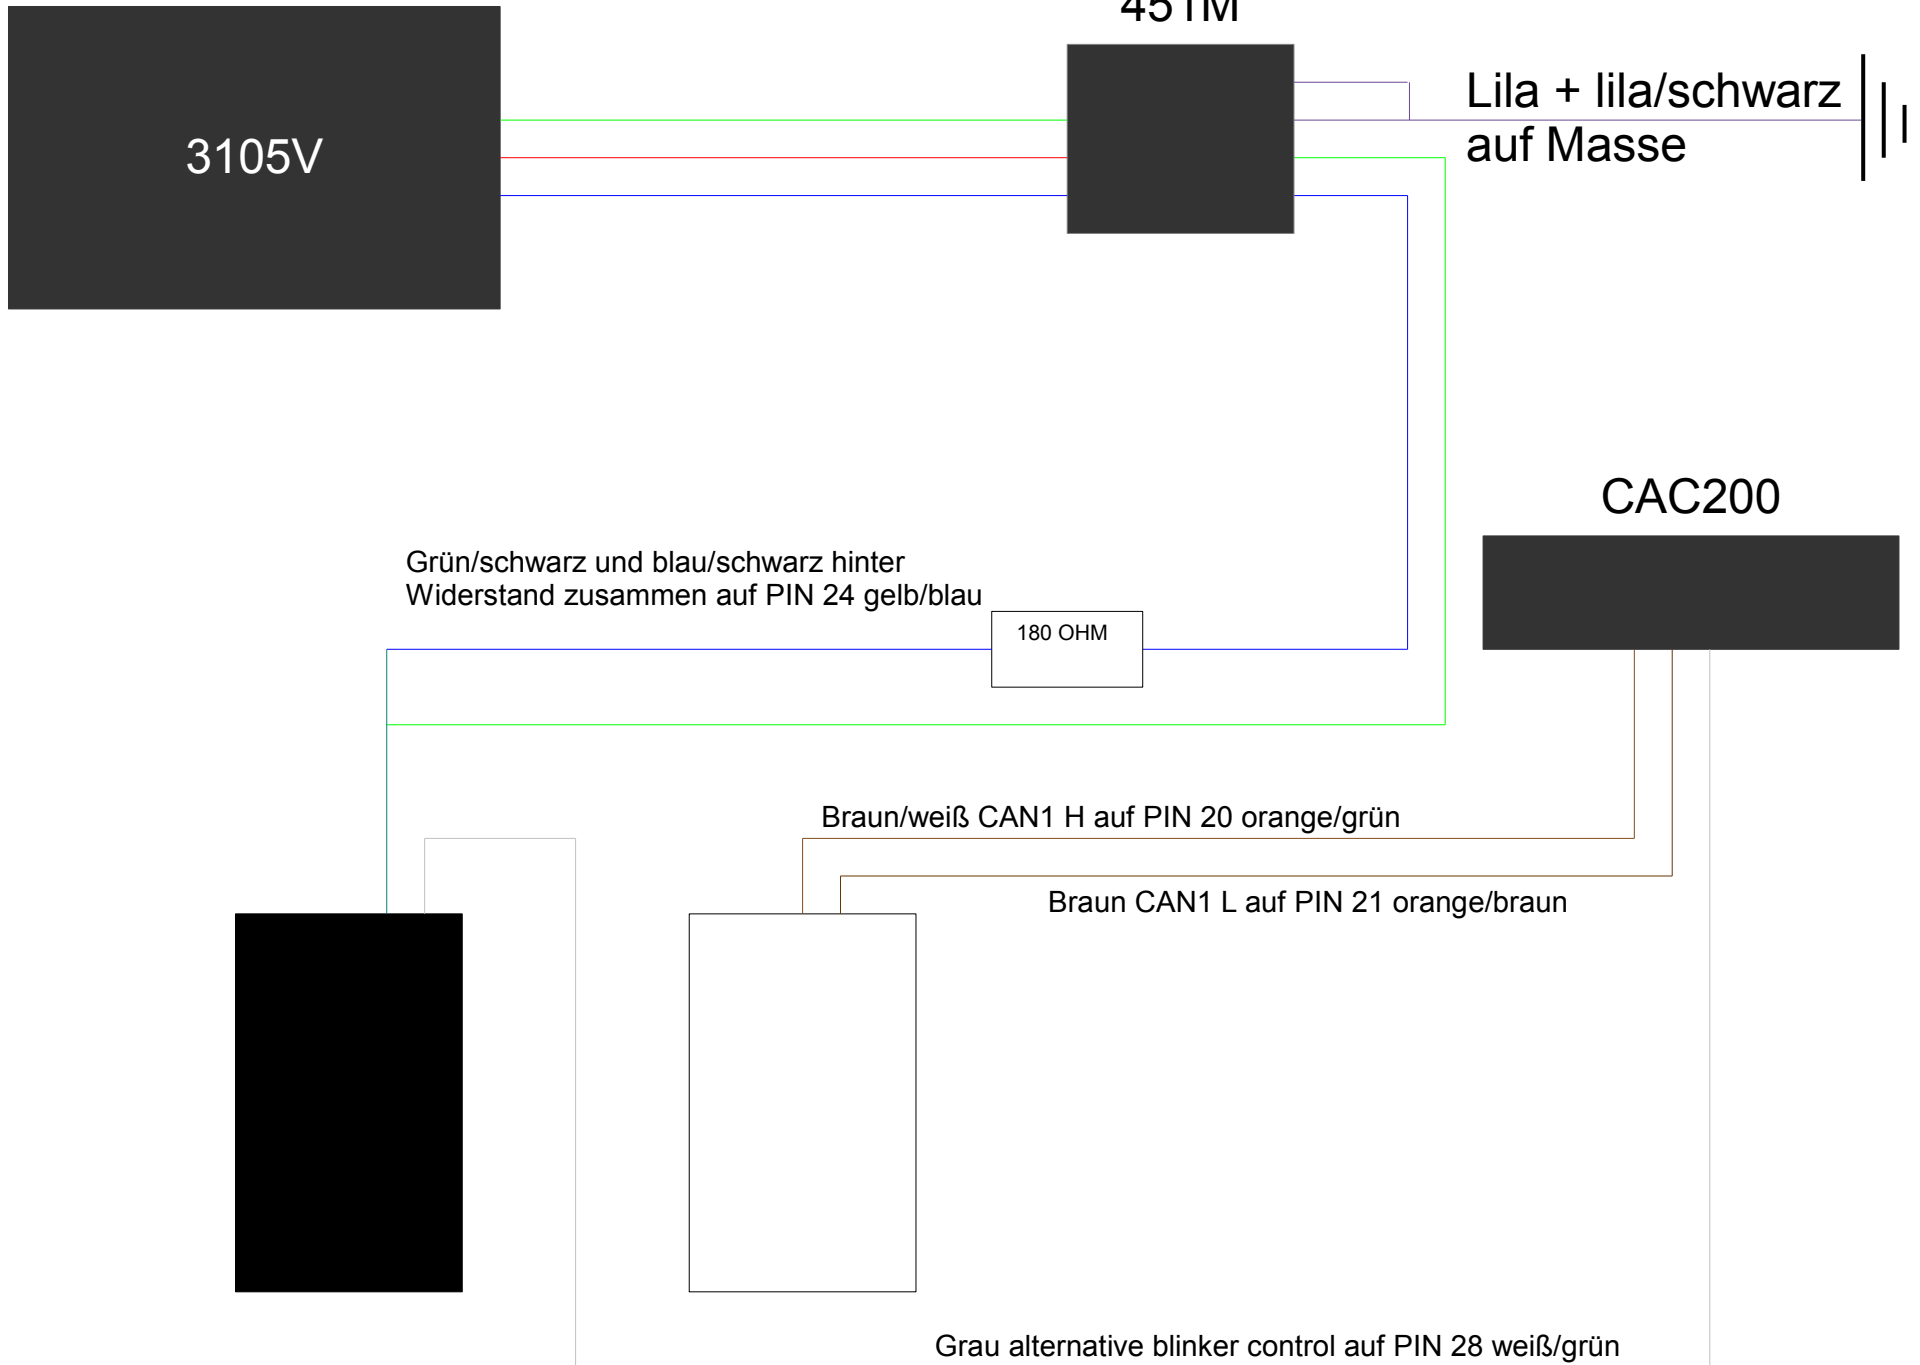 451M
3105V
Lila + lila/schwarz
auf Masse
CAC200
Grün/schwarz und blau/schwarz hinter
Widerstand zusammen auf PIN 24 gelb/blau
180 OHM
Braun/weiß CAN1 H auf PIN 20 orange/grün
Braun CAN1 L auf PIN 21 orange/braun
Grau alternative blinker control auf PIN 28 weiß/grün